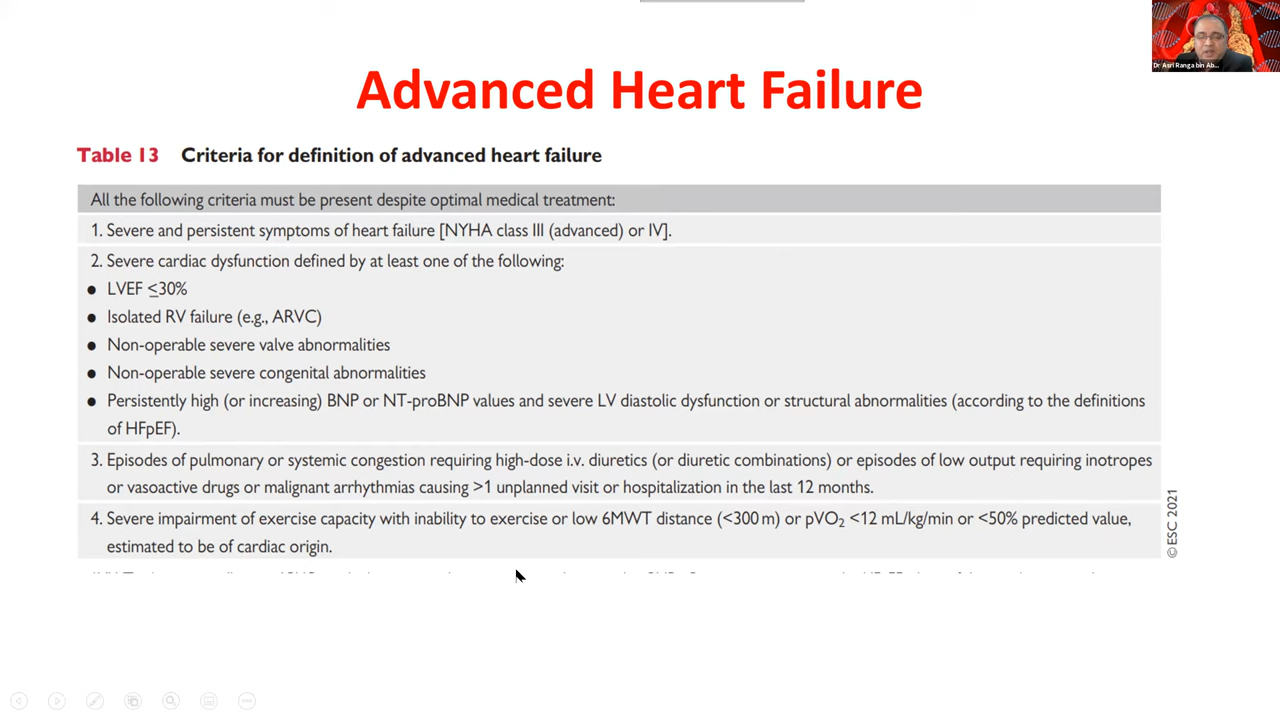 Dr Asri Ranga bin Ab...
Advanced Heart Failure
Table 13 Criteria for definition of advanced heart failure
All the following criteria must be present despite optimal medical treatment:
1. Severe and persistent symptoms of heart failure [NYHA class III (advanced) or IV].
2. Severe cardiac dysfunction defined by at least one of the following:
● LVEF ≤30%
● Isolated RV failure (e.g., ARVC)
● Non-operable severe valve abnormalities
● Non-operable severe congenital abnormalities
● Persistently high (or increasing) BNP or NT-proBNP values and severe LV diastolic dysfunction or structural abnormalities (according to the definitions
of HFpEF).
3. Episodes of pulmonary or systemic congestion requiring high-dose i.v. diuretics (or diuretic combinations) or episodes of low output requiring inotropes
or vasoactive drugs or malignant arrhythmias causing >1 unplanned visit or hospitalization in the last 12 months.
4. Severe impairment of exercise capacity with inability to exercise or low 6MWT distance (<300 m) or pVO₂ <12 mL/kg/min or <50% predicted value,
estimated to be of cardiac origin.
© ESC 2021